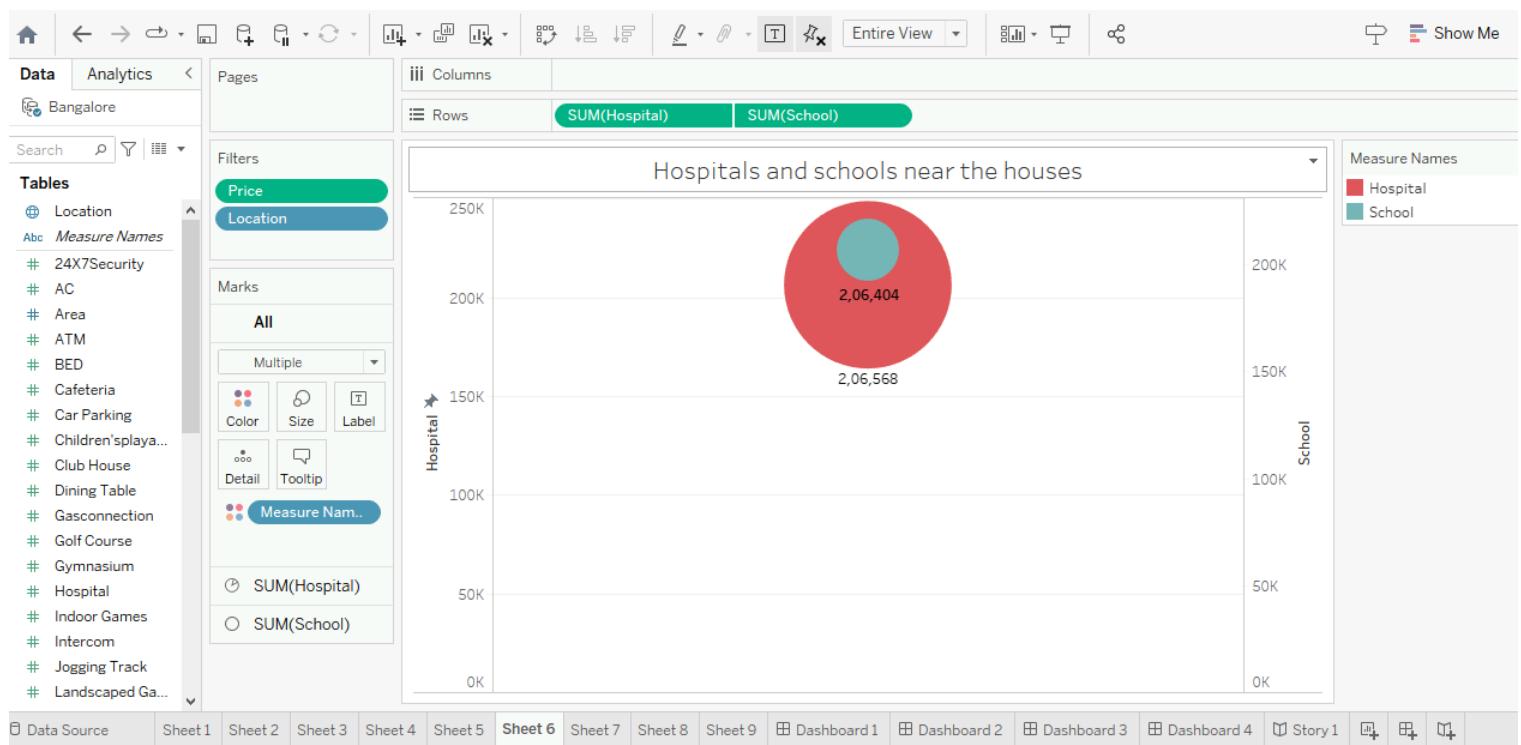 Entire View
Show Me
Data
Analytics
Pages
Columns
Bangalore
Rows
SUM(Hospital)
SUM(School)
Search
Filters
Price
Location
Hospitals and schools near the houses
Measure Names
Hospital
School
Tables
Location
Abc Measure Names
24X7Security
AC
Area
ATM
BED
Cafeteria
Car Parking
Children'splaya...
Club House
Dining Table
Gasconnection
Golf Course
Gymnasium
Hospital
Indoor Games
Intercom
Jogging Track
Landscaped Ga...
Marks
All
Multiple
Color
Size
Label
Detail
Tooltip
Measure Nam..
SUM(Hospital)
SUM(School)
Hospital
250K
200K
150K
100K
50K
0K
2,06,404
2,06,568
200K
150K
100K
50K
0K
School
Data Source
Sheet 1
Sheet 2
Sheet 3
Sheet 4
Sheet 5
Sheet 6
Sheet 7
Sheet 8
Sheet 9
Dashboard 1
Dashboard 2
Dashboard 3
Dashboard 4
Story 1